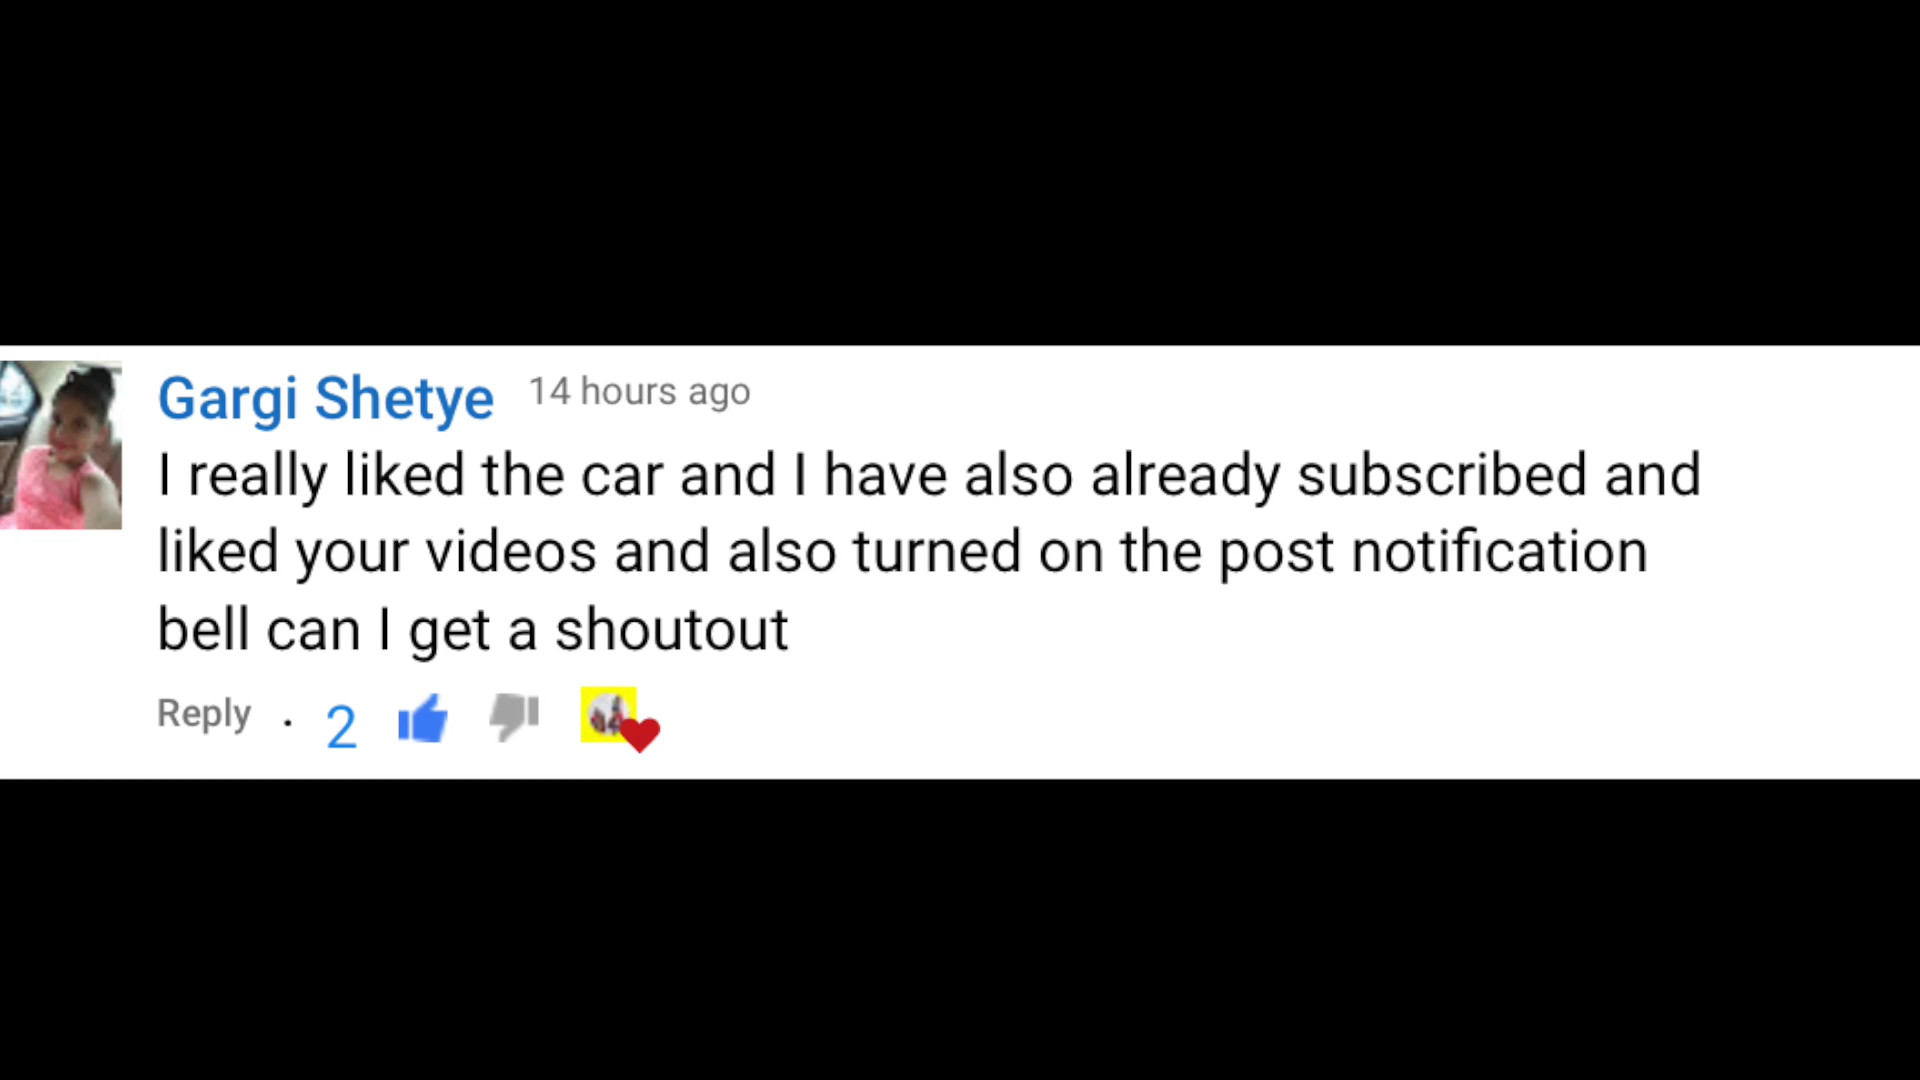 Gargi Shetye 14 hours ago
I really liked the car and I have also already subscribed and
liked your videos and also turned on the post notification
bell can I get a shoutout
Reply . 2